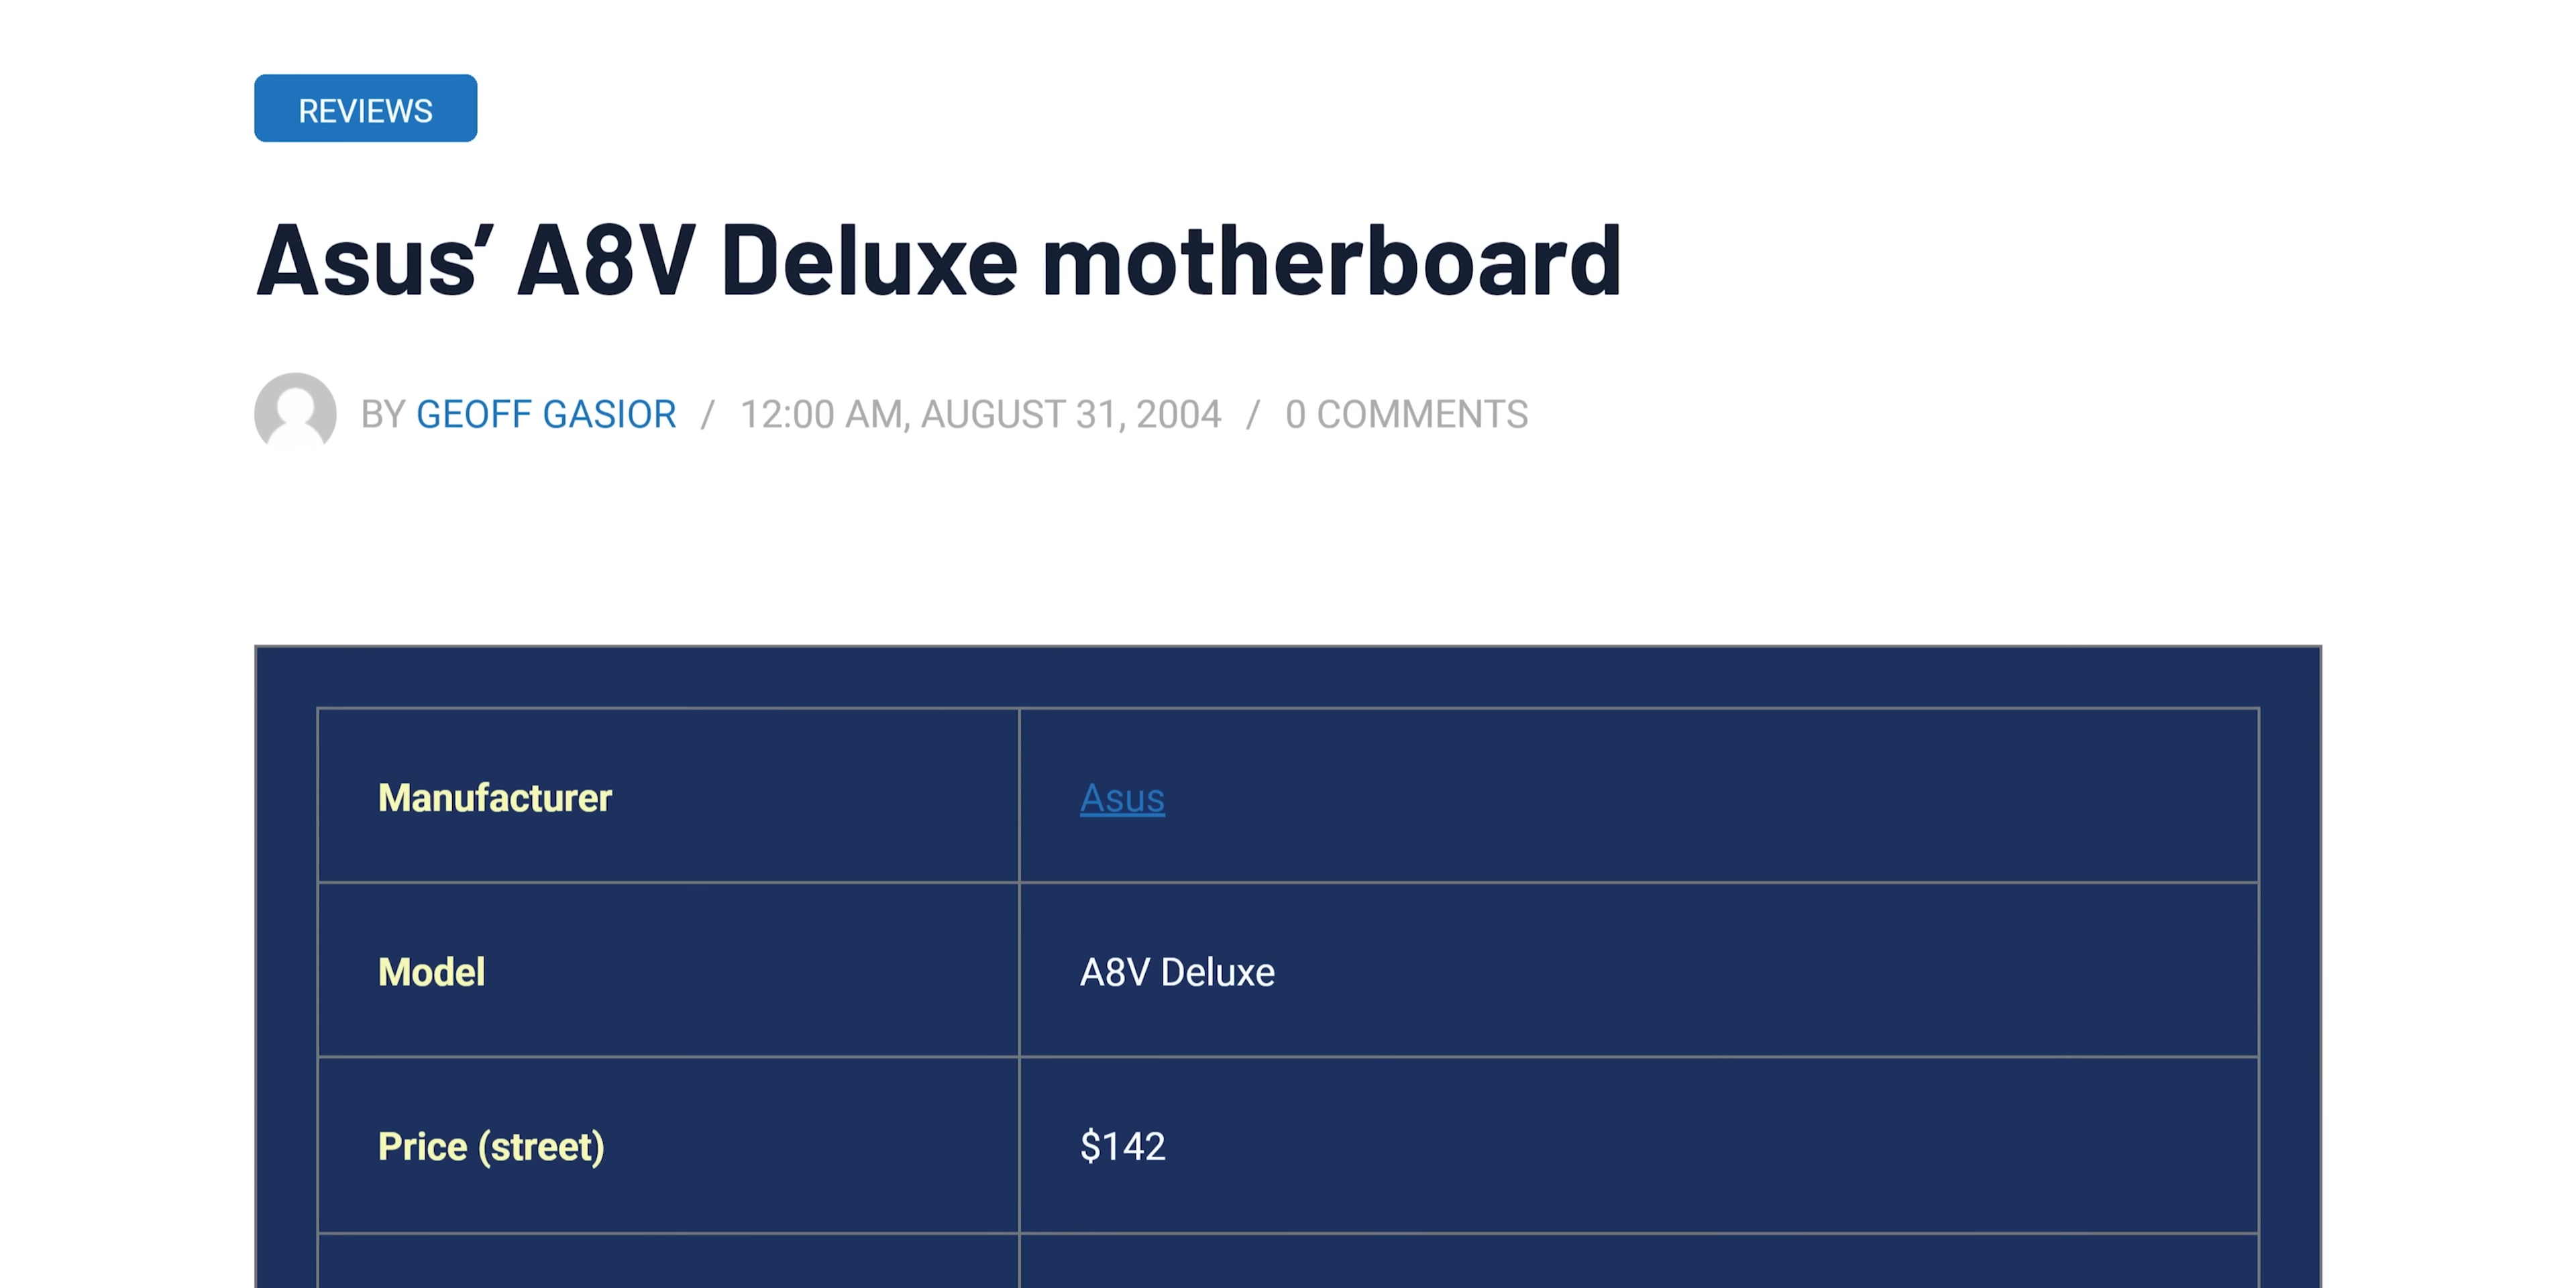 REVIEWS
Asus’ A8V Deluxe motherboard
BY GEOFF GASIOR / 12:00 AM, AUGUST 31, 2004 / 0 COMMENTS
Manufacturer Asus
Model A8V Deluxe
Price (street) $142